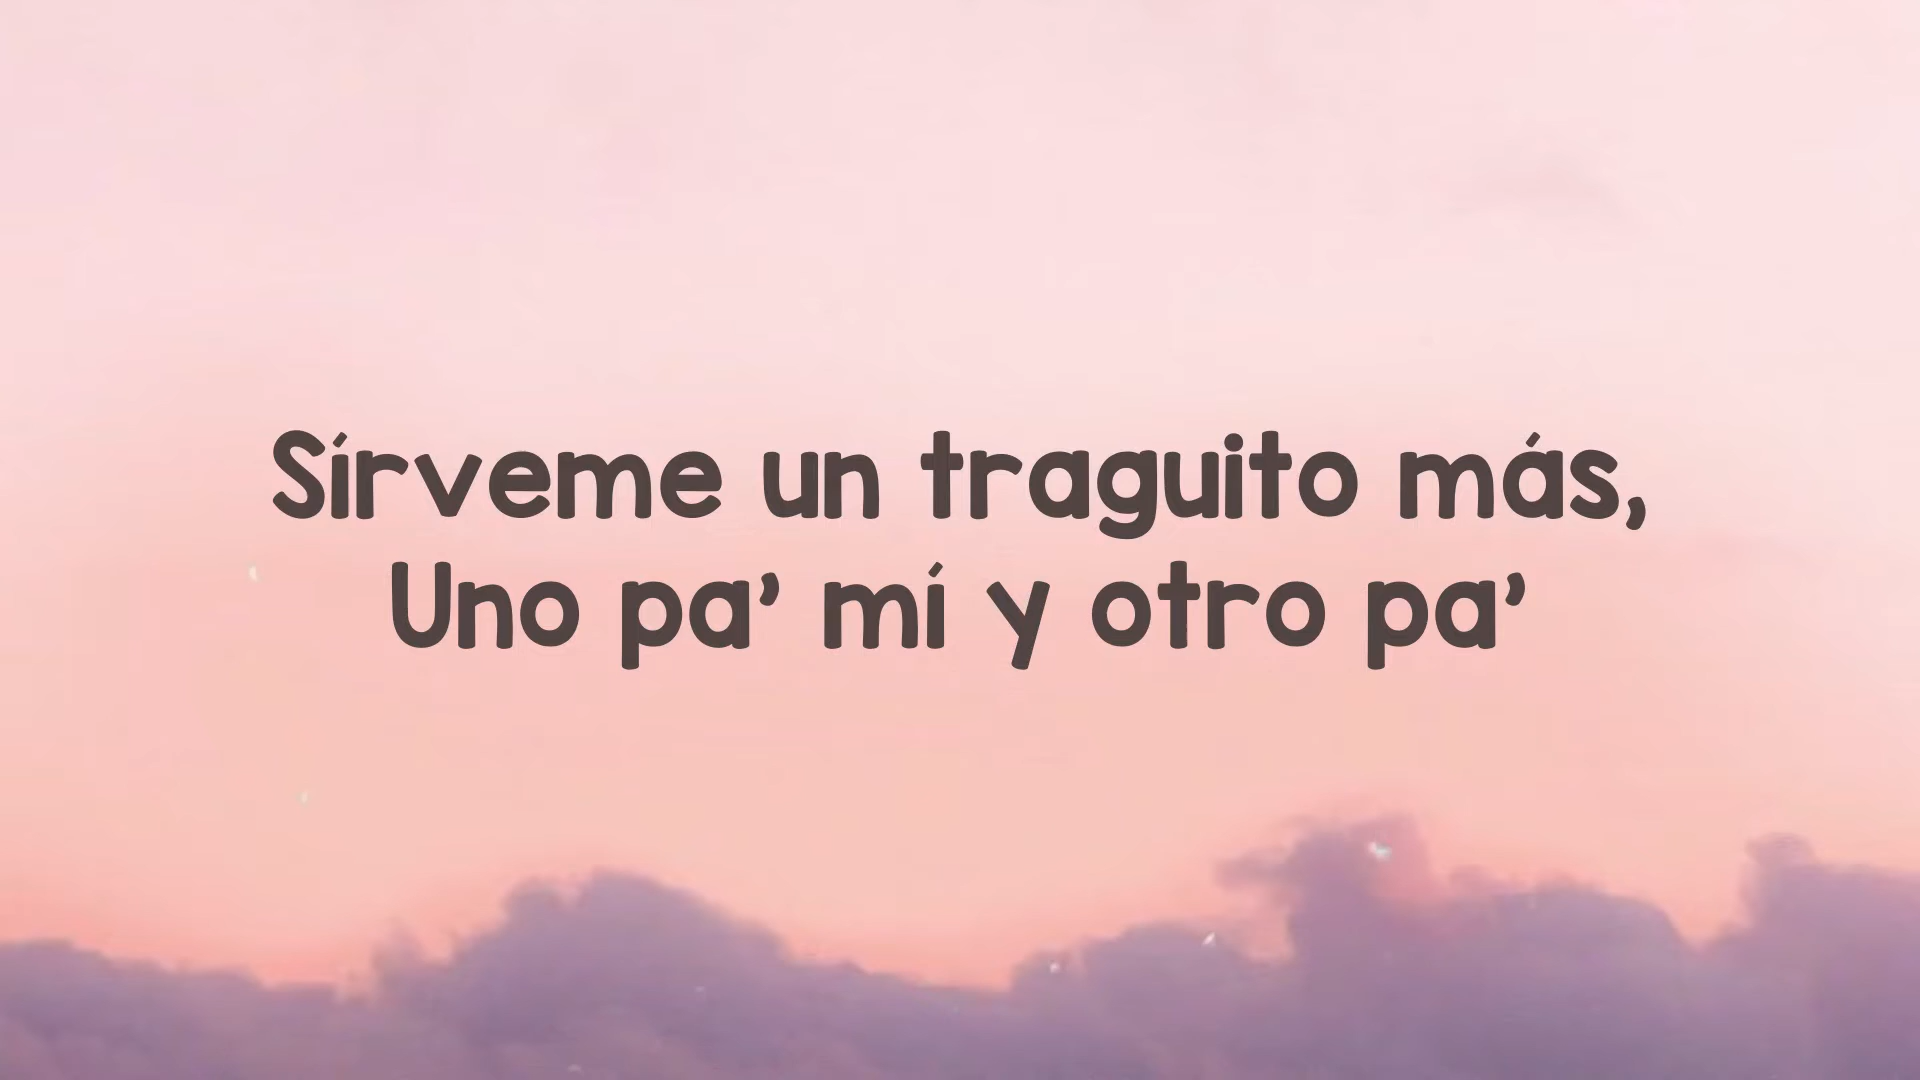 Sírveme un traguito más,
Uno pa’ mí y otro pa’